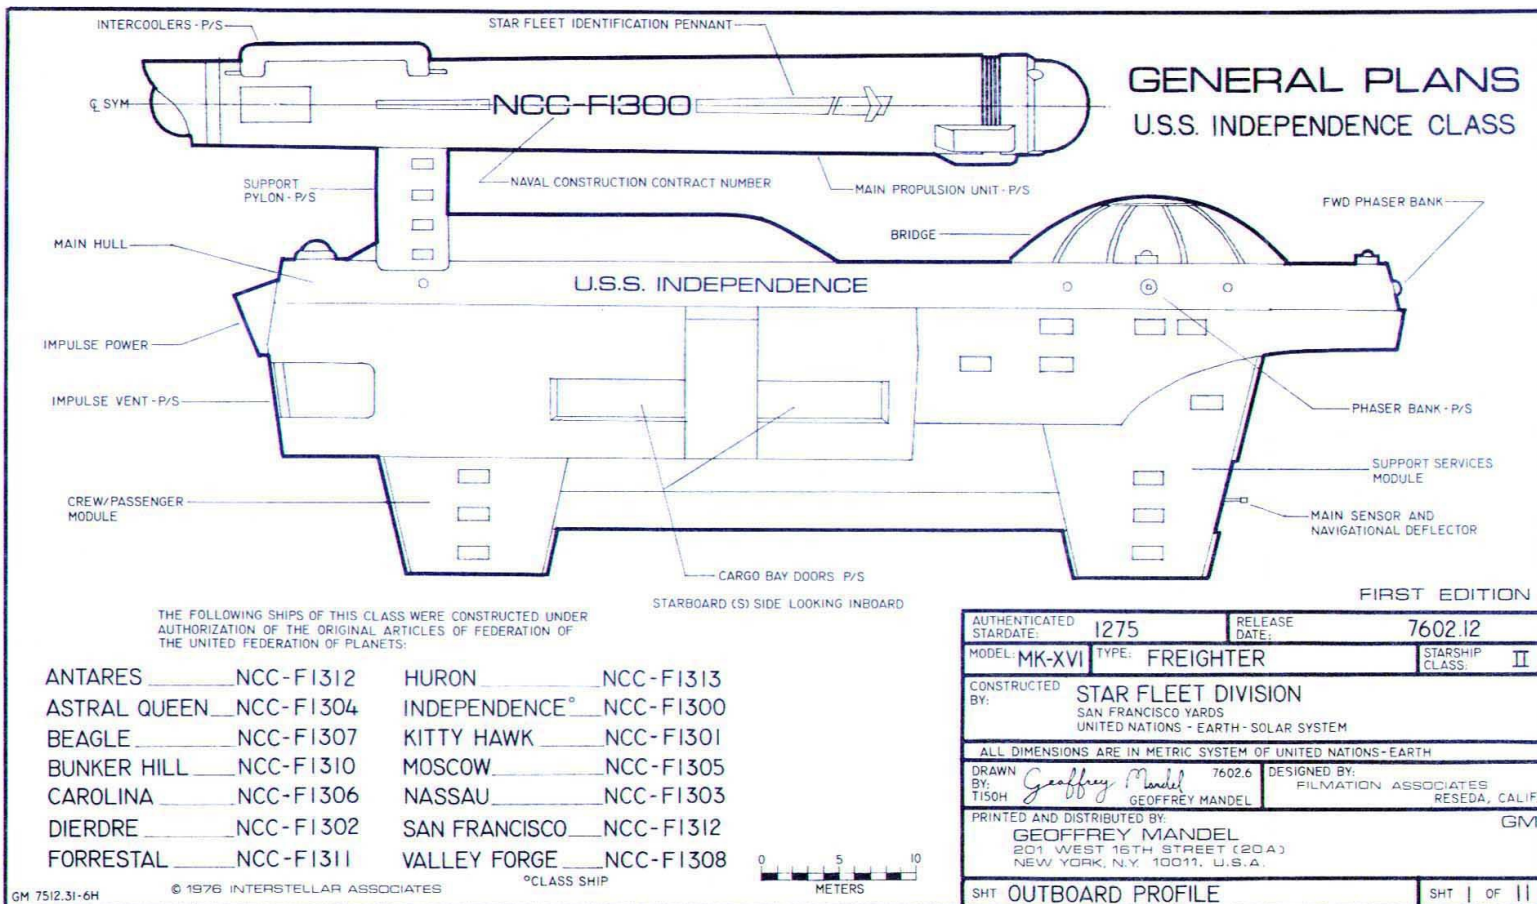 INTERCOOLERS - P/S
STAR FLEET IDENTIFICATION PENNANT
GENERAL PLANS
U.S.S. INDEPENDENCE CLASS
℄ SYM
NCC-F1300
SUPPORT
PYLON - P/S
NAVAL CONSTRUCTION CONTRACT NUMBER
MAIN PROPULSION UNIT - P/S
FWD PHASER BANK
BRIDGE
MAIN HULL
U.S.S. INDEPENDENCE
IMPULSE POWER
IMPULSE VENT - P/S
PHASER BANK - P/S
SUPPORT SERVICES
MODULE
CREW/PASSENGER
MODULE
MAIN SENSOR AND
NAVIGATIONAL DEFLECTOR
CARGO BAY DOORS P/S
STARBOARD (S) SIDE LOOKING INBOARD
FIRST EDITION
THE FOLLOWING SHIPS OF THIS CLASS WERE CONSTRUCTED UNDER
AUTHORIZATION OF THE ORIGINAL ARTICLES OF FEDERATION OF
THE UNITED FEDERATION OF PLANETS:
ANTARES NCC-F1312
ASTRAL QUEEN NCC-F1304
BEAGLE NCC-F1307
BUNKER HILL NCC-F1310
CAROLINA NCC-F1306
DIERDRE NCC-F1302
FORRESTAL NCC-F1311
HURON NCC-F1313
INDEPENDENCE° NCC-F1300
KITTY HAWK NCC-F1301
MOSCOW NCC-F1305
NASSAU NCC-F1303
SAN FRANCISCO NCC-F1312
VALLEY FORGE NCC-F1308
°CLASS SHIP
GM 7512.31-6H
© 1976 INTERSTELLAR ASSOCIATES
0 5 10
METERS
AUTHENTICATED
STARDATE: 1275
RELEASE
DATE: 7602.12
MODEL: MK-XVI
TYPE: FREIGHTER
STARSHIP
CLASS: II
CONSTRUCTED
BY: STAR FLEET DIVISION
SAN FRANCISCO YARDS
UNITED NATIONS - EARTH - SOLAR SYSTEM
ALL DIMENSIONS ARE IN METRIC SYSTEM OF UNITED NATIONS - EARTH
DRAWN
BY:
T150H
Geoffrey Mandel 7602.6
GEOFFREY MANDEL
DESIGNED BY:
FILMATION ASSOCIATES
RESEDA, CALIF
PRINTED AND DISTRIBUTED BY:
GM
GEOFFREY MANDEL
201 WEST 16TH STREET (20A)
NEW YORK, N.Y. 10011, U.S.A.
SHT OUTBOARD PROFILE
SHT 1 OF 11